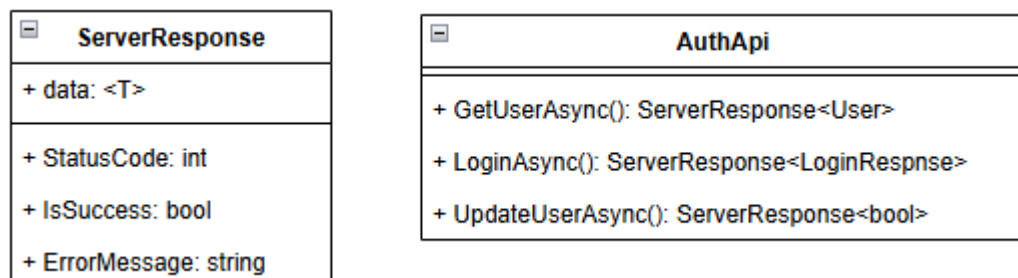 ServerResponse
+ data: <T>
+ StatusCode: int
+ IsSuccess: bool
+ ErrorMessage: string
AuthApi
+ GetUserAsync(): ServerResponse<User>
+ LoginAsync(): ServerResponse<LoginRespnse>
+ UpdateUserAsync(): ServerResponse<bool>